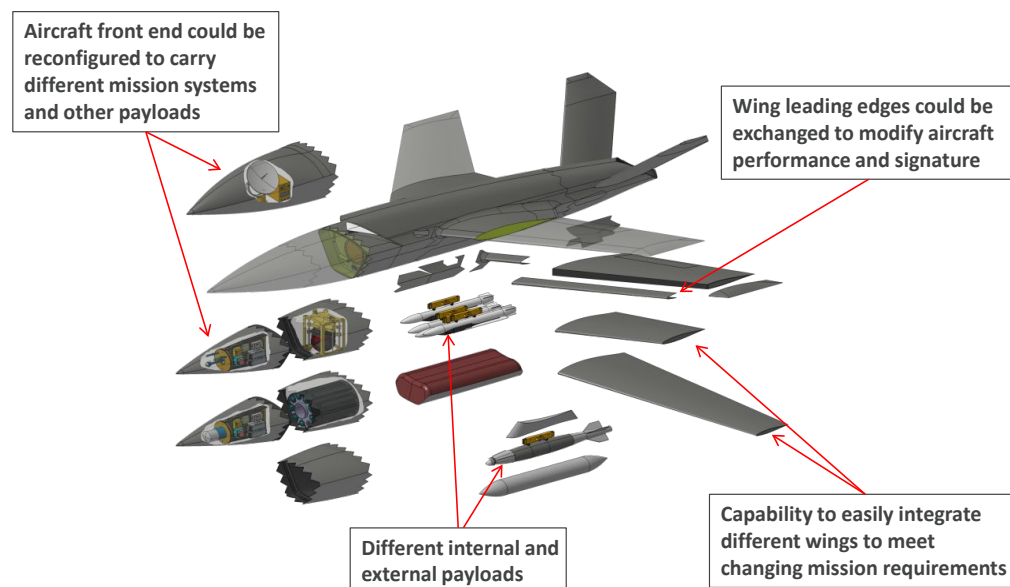 Aircraft front end could be
reconfigured to carry
different mission systems
and other payloads
Wing leading edges could be
exchanged to modify aircraft
performance and signature
Different internal and
external payloads
Capability to easily integrate
different wings to meet
changing mission requirements